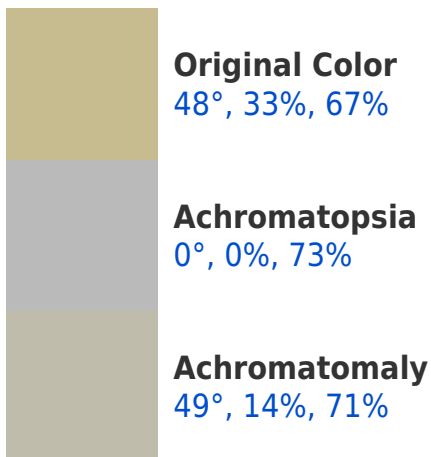 Original Color
48°, 33%, 67%
Achromatopsia
0°, 0%, 73%
Achromatomaly
49°, 14%, 71%